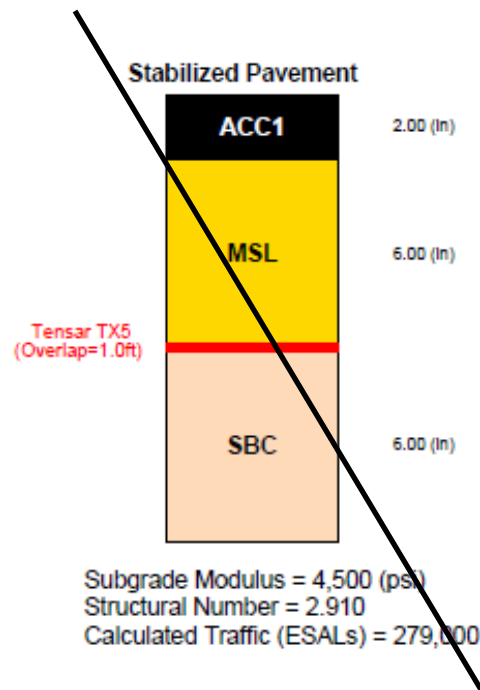 Stabilized Pavement
ACC1
2.00 (in)
MSL
6.00 (in)
Tensar TX5
(Overlap=1.0ft)
SBC
6.00 (in)
Subgrade Modulus = 4,500 (psi)
Structural Number = 2.910
Calculated Traffic (ESALs) = 279,000